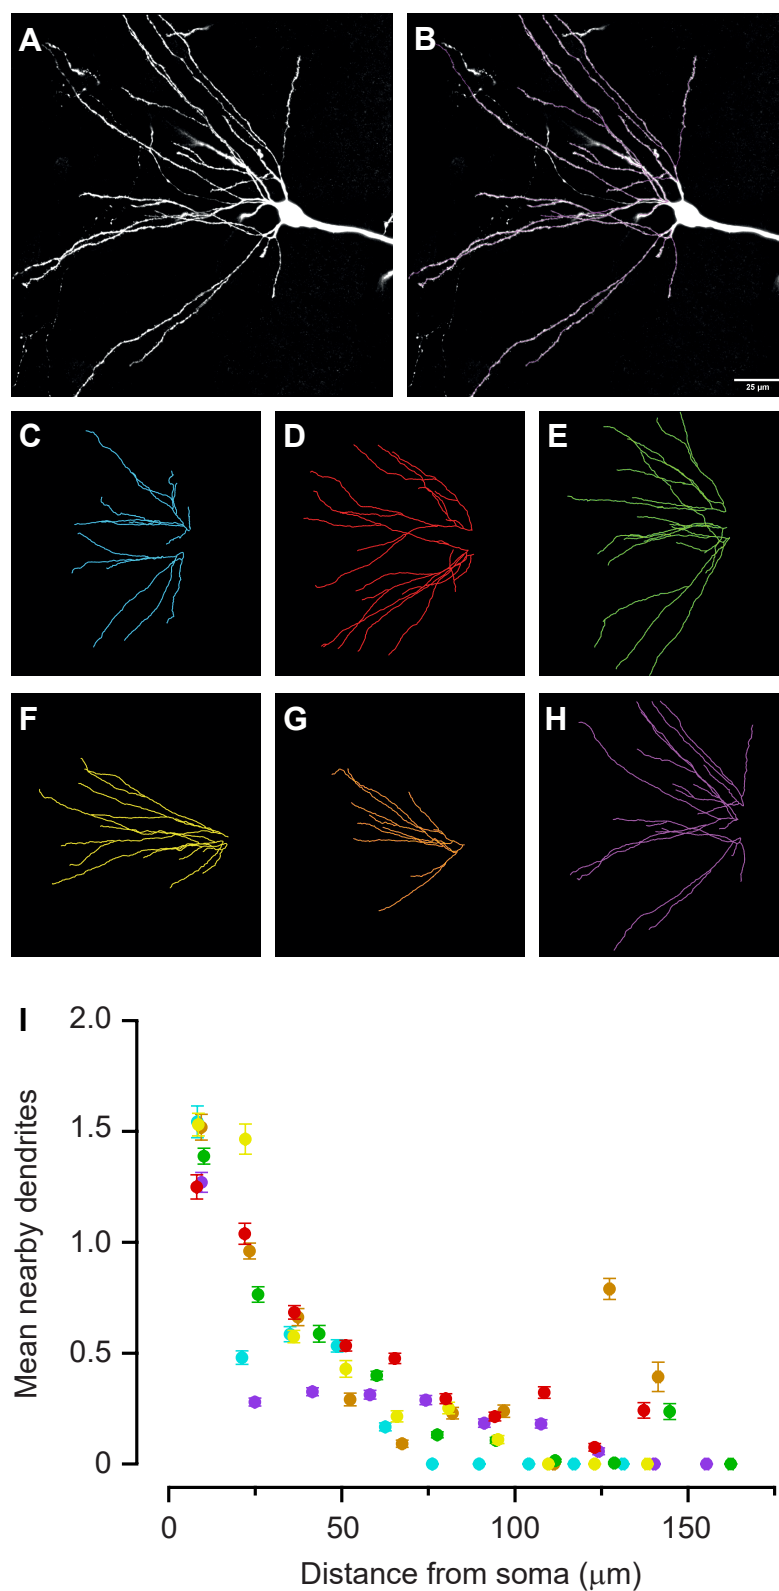 A
B
25 μm
C
D
E
F
G
H
I
2.0
1.5
1.0
0.5
0
Mean nearby dendrites
0
50
100
150
Distance from soma (μm)